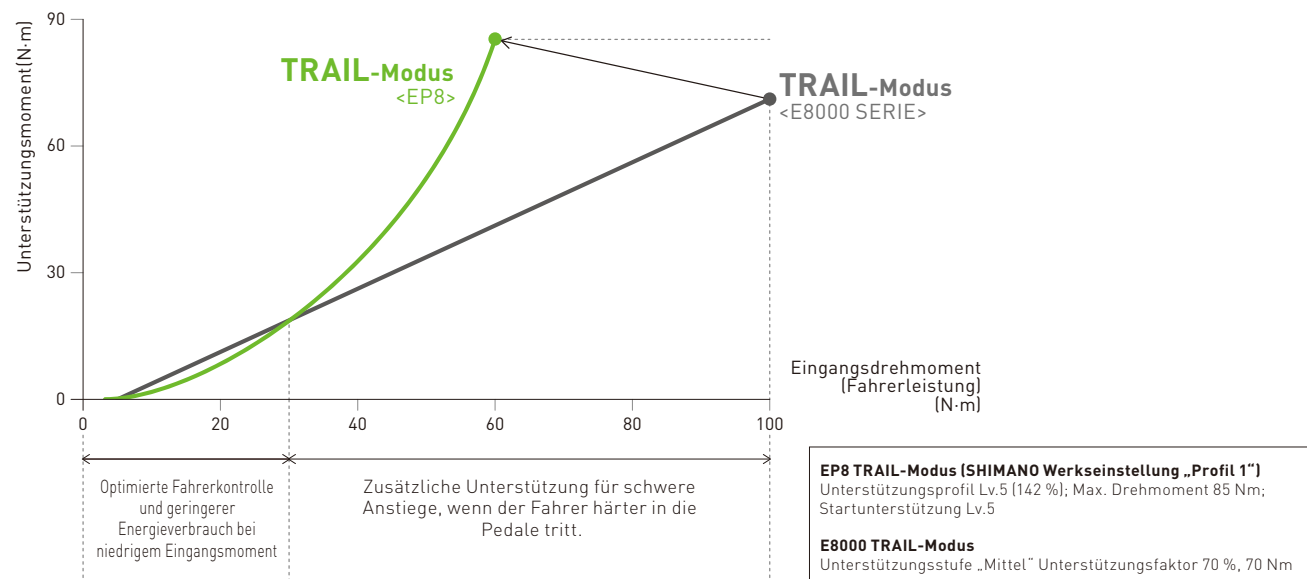 Unterstützungsmoment(N·m)
90
60
30
0
TRAIL-Modus
<EP8>
TRAIL-Modus
<E8000 SERIE>
Eingangsdrehmoment
(Fahrerleistung)
(N·m)
0
20
40
60
80
100
Optimierte Fahrerkontrolle
und geringerer
Energieverbrauch bei
niedrigem Eingangsmoment
Zusätzliche Unterstützung für schwere
Anstiege, wenn der Fahrer härter in die
Pedale tritt.
EP8 TRAIL-Modus (SHIMANO Werkseinstellung „Profil 1“)
Unterstützungsprofil Lv.5 (142 %); Max. Drehmoment 85 Nm;
Startunterstützung Lv.5
E8000 TRAIL-Modus
Unterstützungsstufe „Mittel“ Unterstützungsfaktor 70 %, 70 Nm